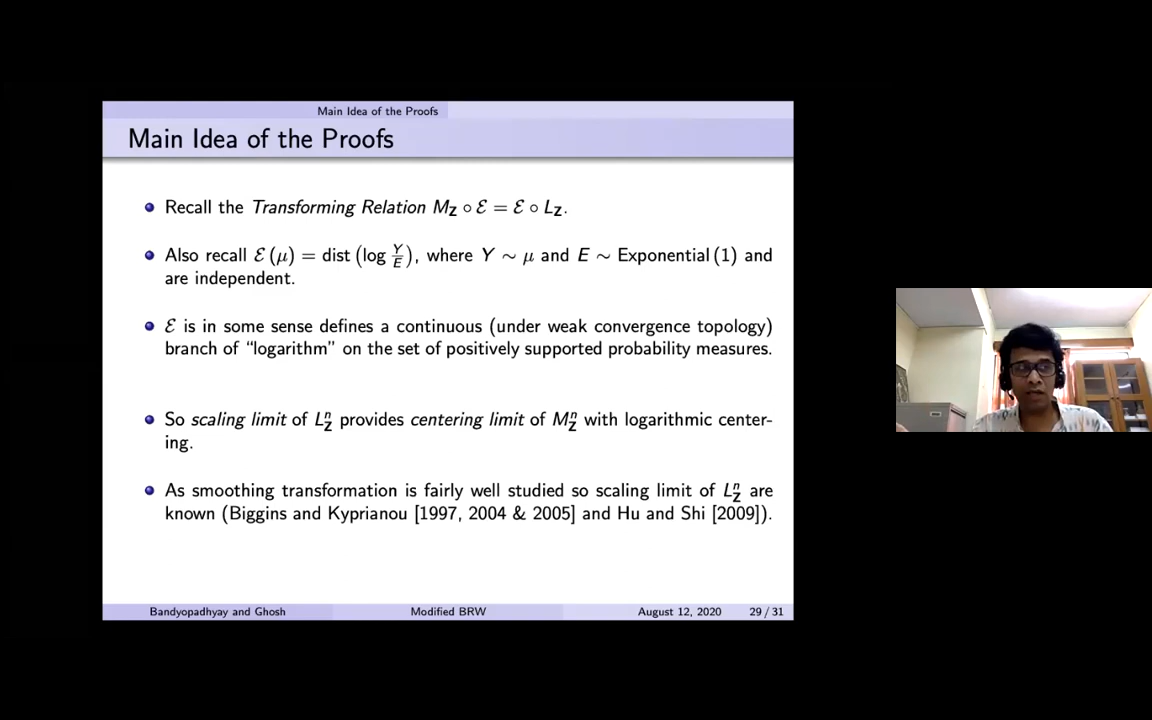 Main Idea of the Proofs
Main Idea of the Proofs
Recall the Transforming Relation M_Z ∘ ℰ = ℰ ∘ L_Z.
Also recall ℰ(μ) = dist (log Y/E), where Y ∼ μ and E ∼ Exponential (1) and
are independent.
ℰ is in some sense defines a continuous (under weak convergence topology)
branch of “logarithm” on the set of positively supported probability measures.
So scaling limit of L_Z^n provides centering limit of M_Z^n with logarithmic center-
ing.
As smoothing transformation is fairly well studied so scaling limit of L_Z^n are
known (Biggins and Kyprianou [1997, 2004 & 2005] and Hu and Shi [2009]).
Bandyopadhyay and Ghosh Modified BRW August 12, 2020 29 / 31